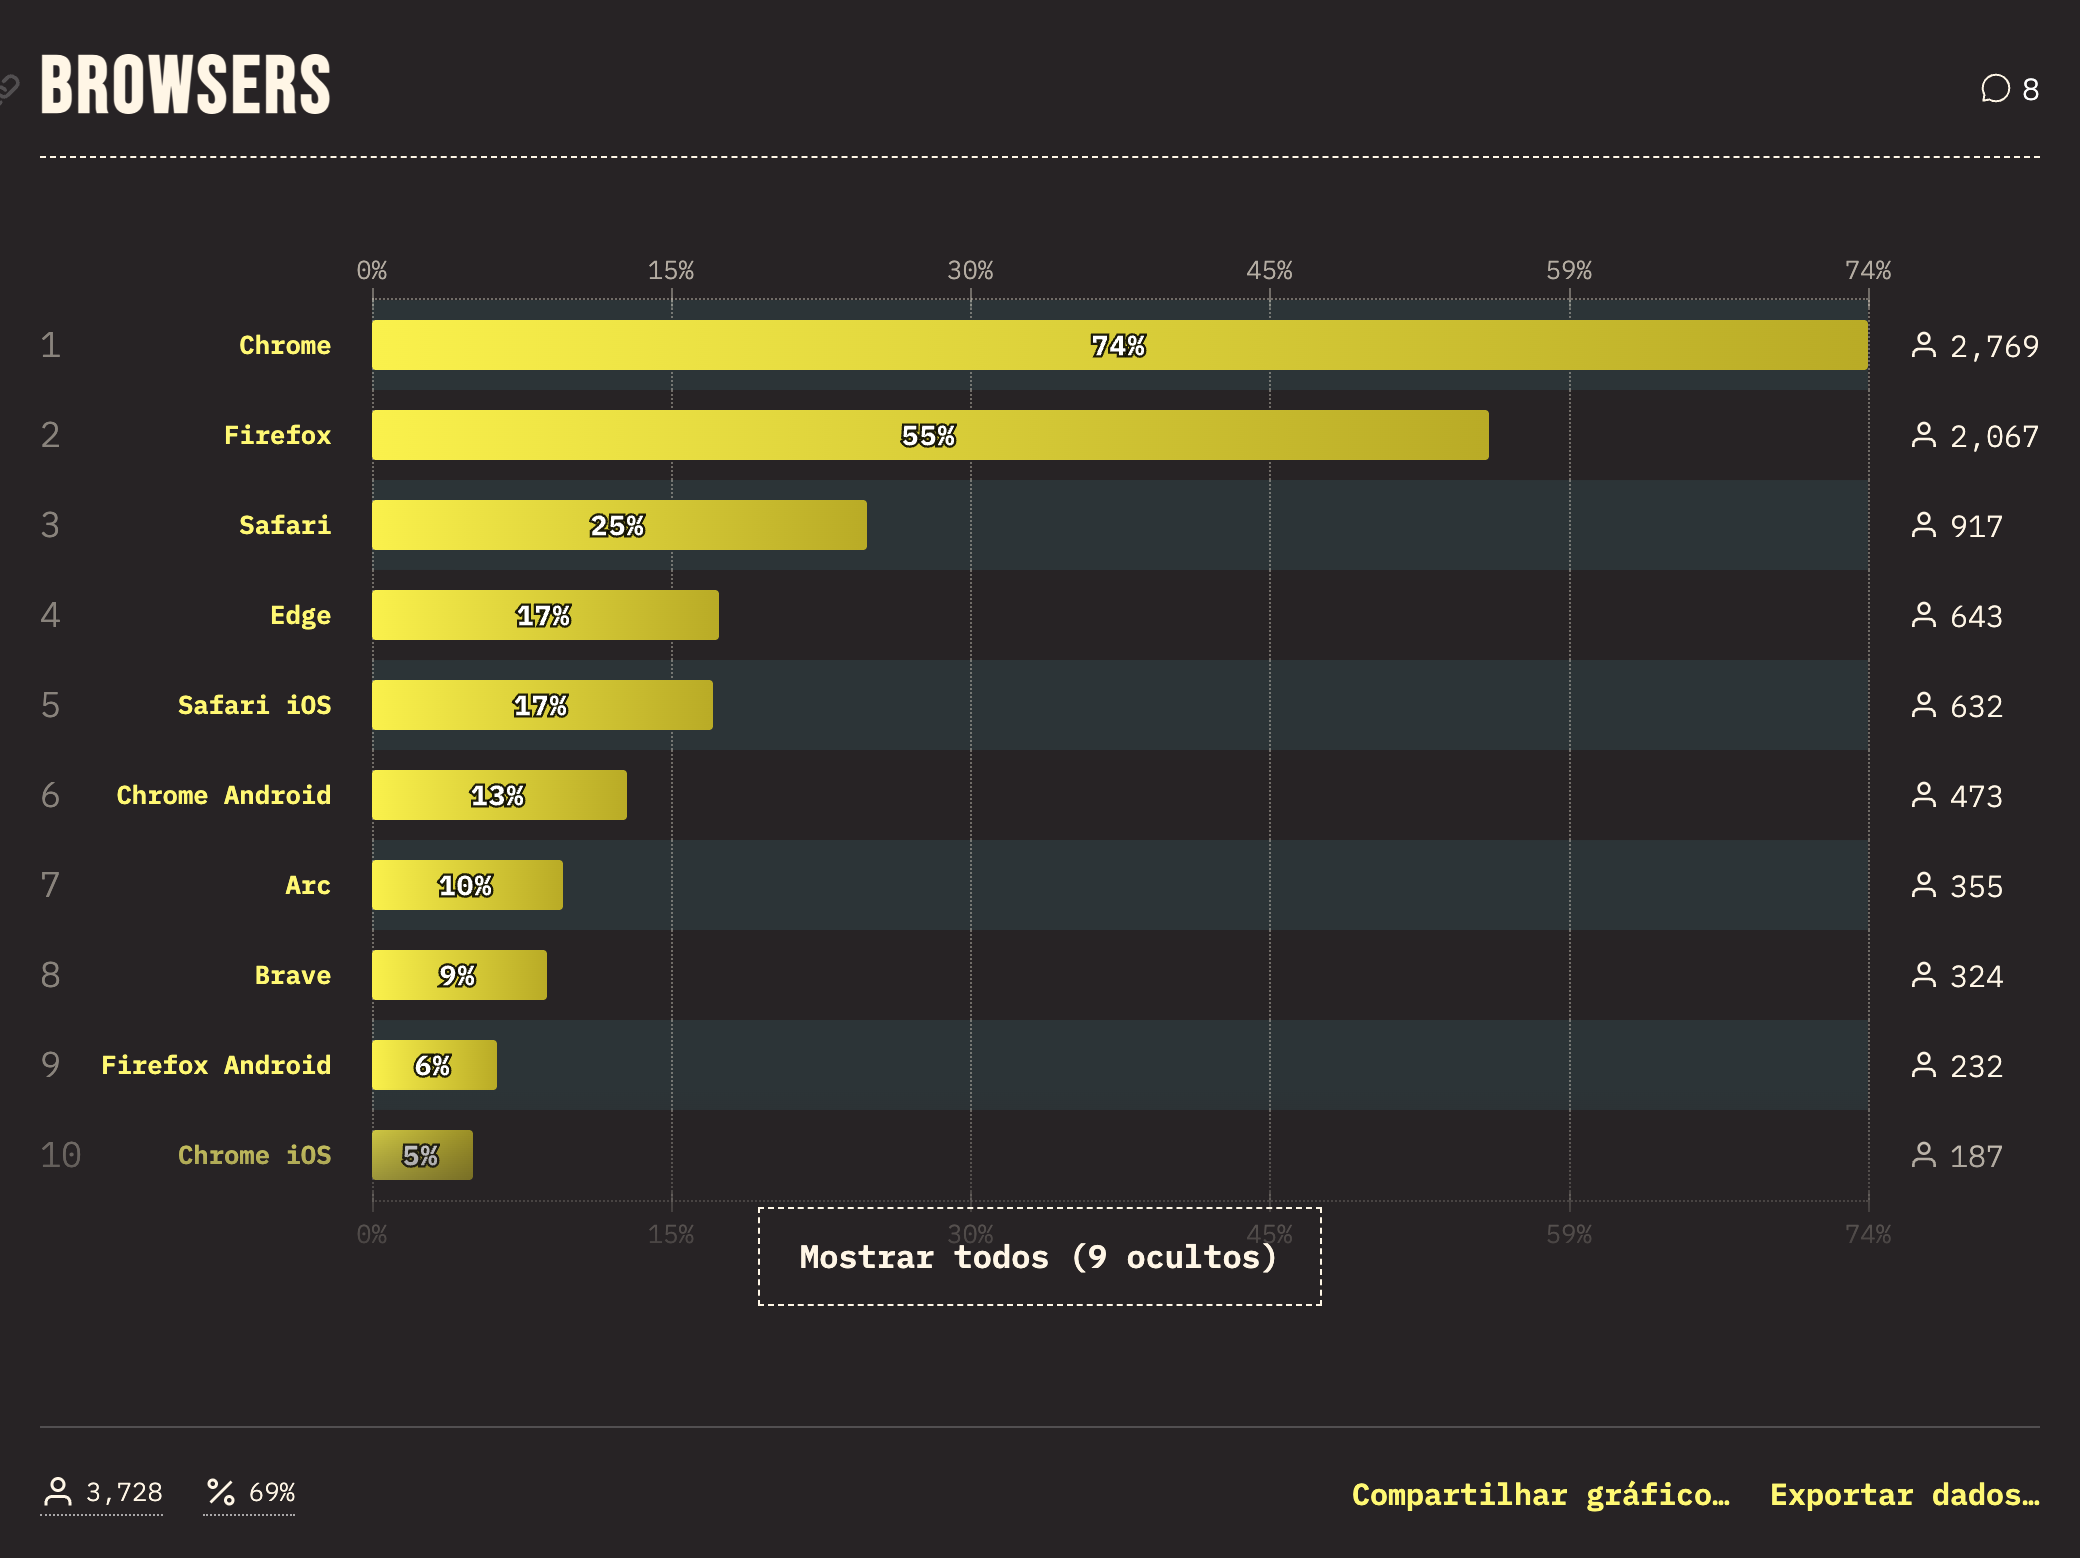 BROWSERS
8
0% 15% 30% 45% 59% 74%
1 Chrome 74% 2,769
2 Firefox 55% 2,067
3 Safari 25% 917
4 Edge 17% 643
5 Safari iOS 17% 632
6 Chrome Android 13% 473
7 Arc 10% 355
8 Brave 9% 324
9 Firefox Android 6% 232
10 Chrome iOS 5% 187
0% 15% 30% 45% 59% 74%
Mostrar todos (9 ocultos)
3,728 % 69% Compartilhar gráfico… Exportar dados…